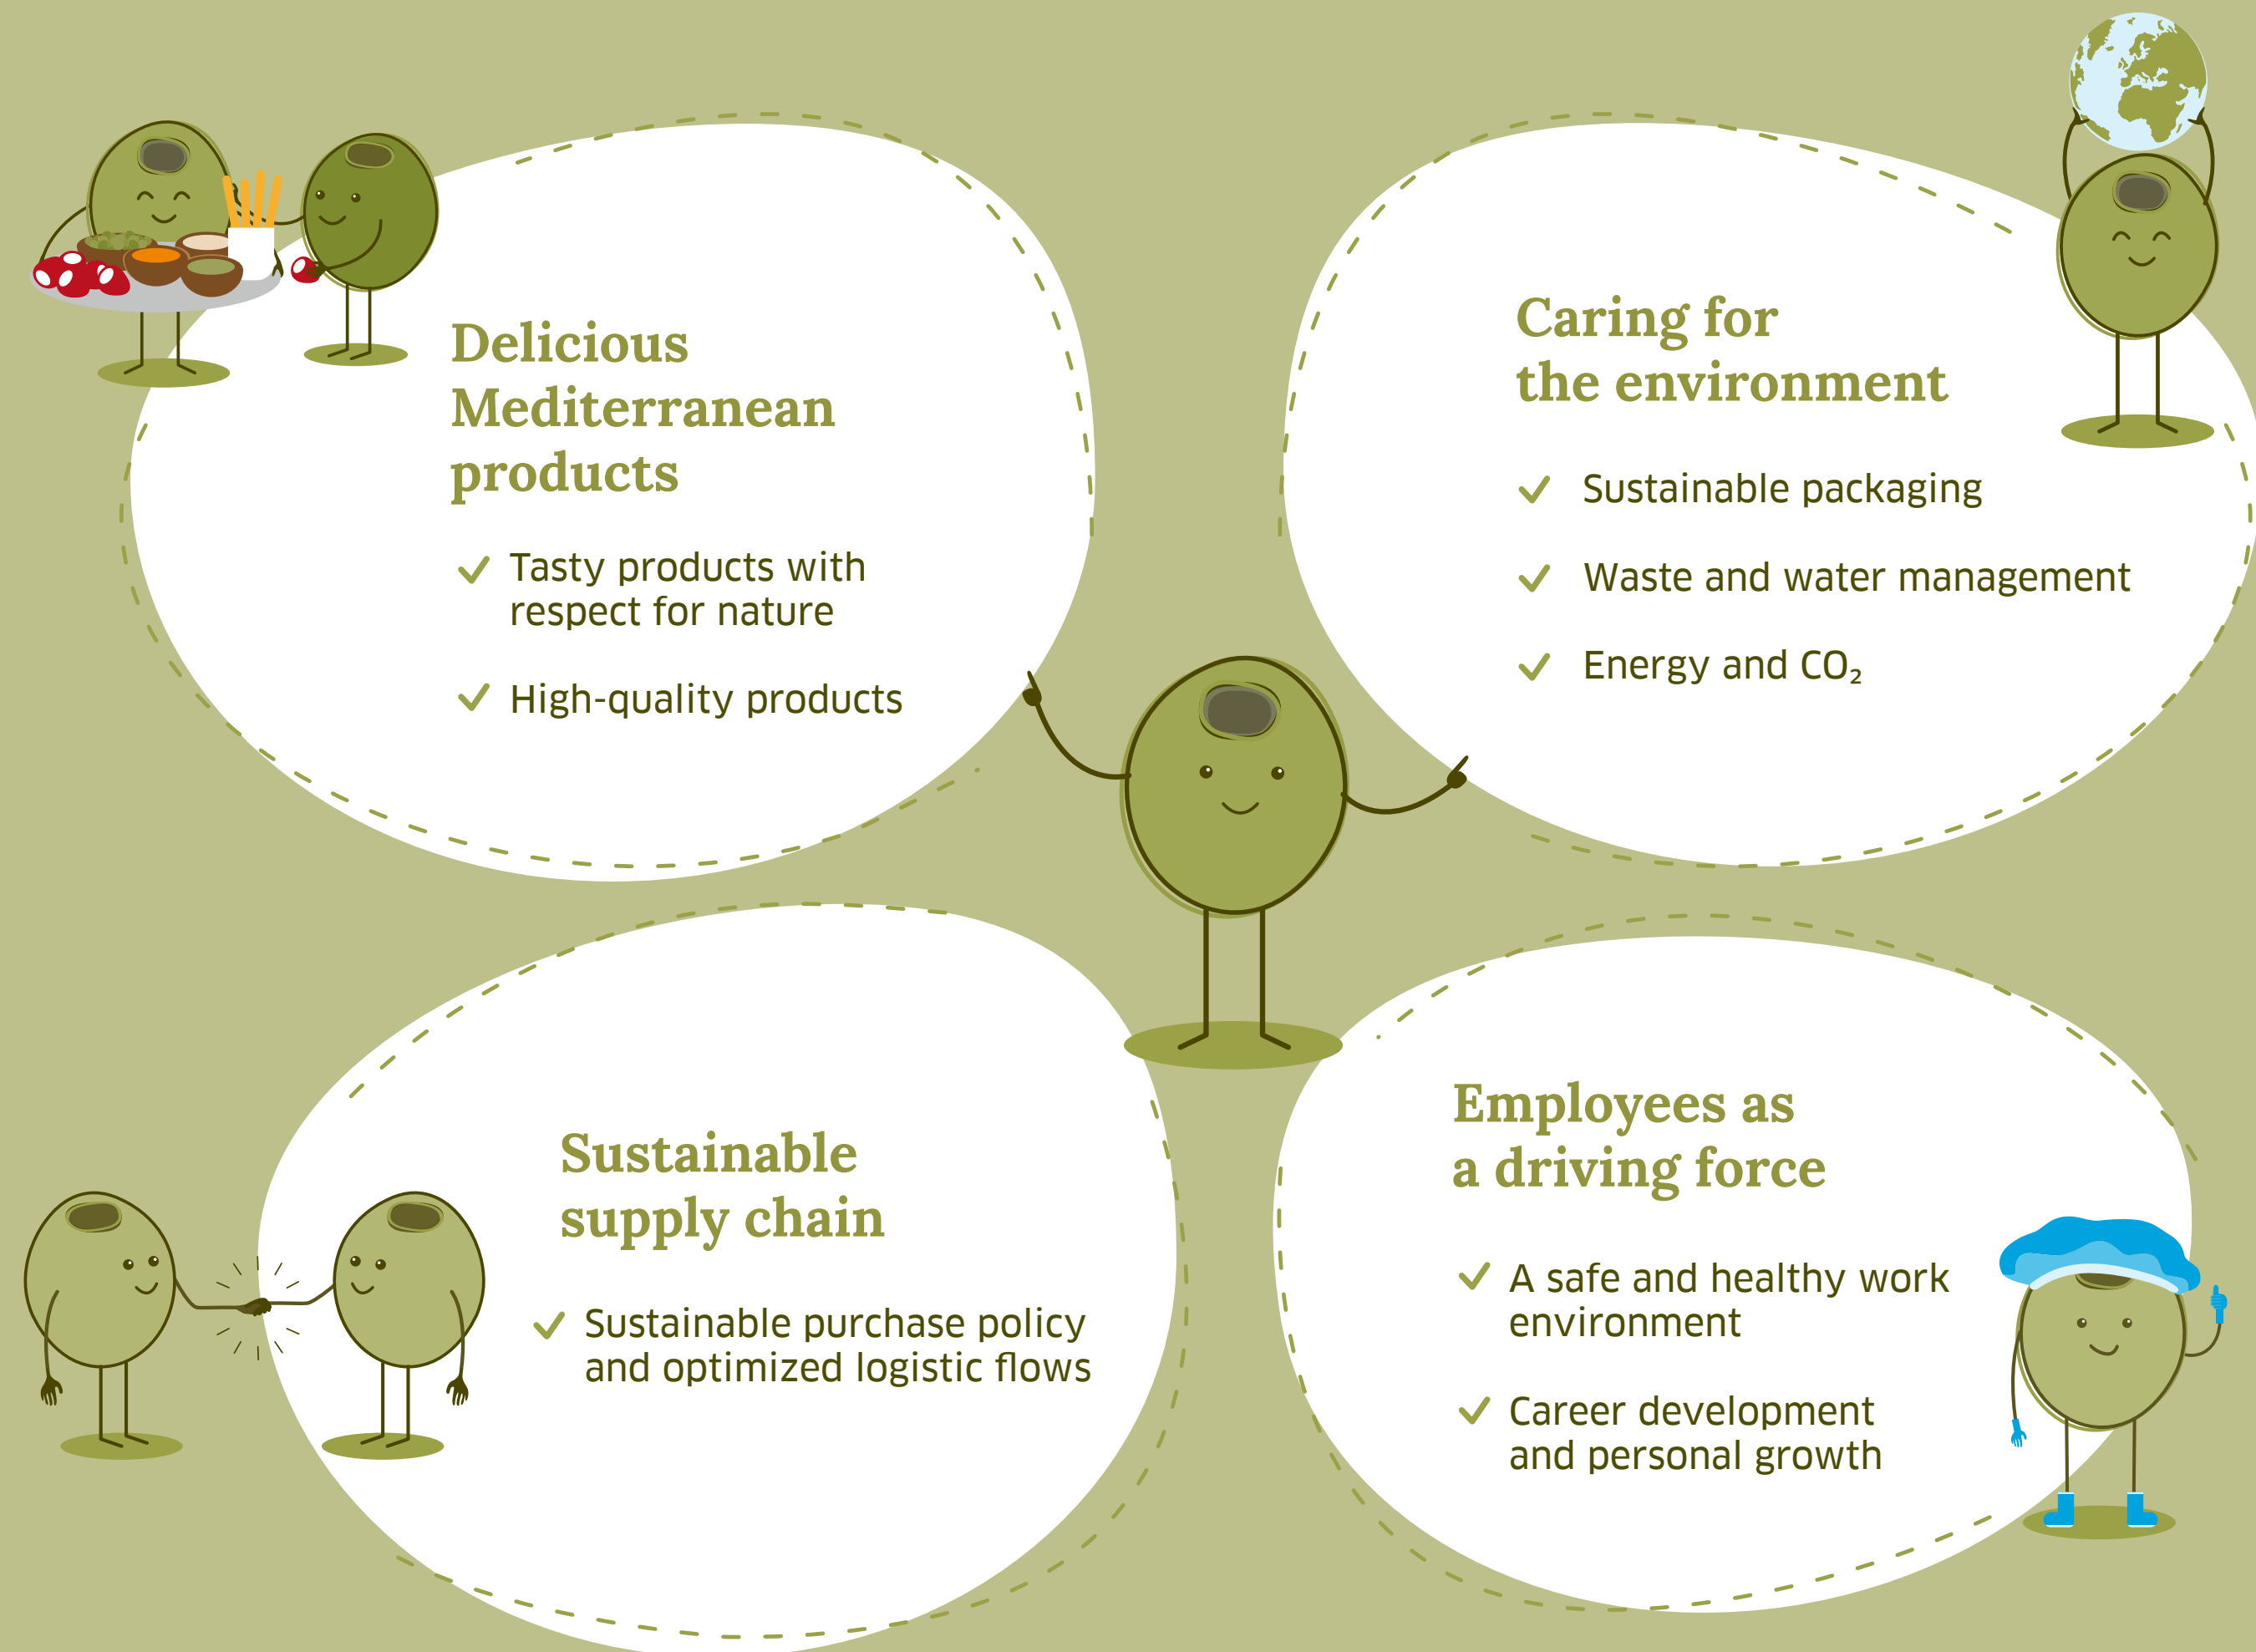 Delicious
Mediterranean
products
Tasty products with
respect for nature
High-quality products
Caring for
the environment
Sustainable packaging
Waste and water management
Energy and CO₂
Sustainable
supply chain
Sustainable purchase policy
and optimized logistic flows
Employees as
a driving force
A safe and healthy work
environment
Career development
and personal growth